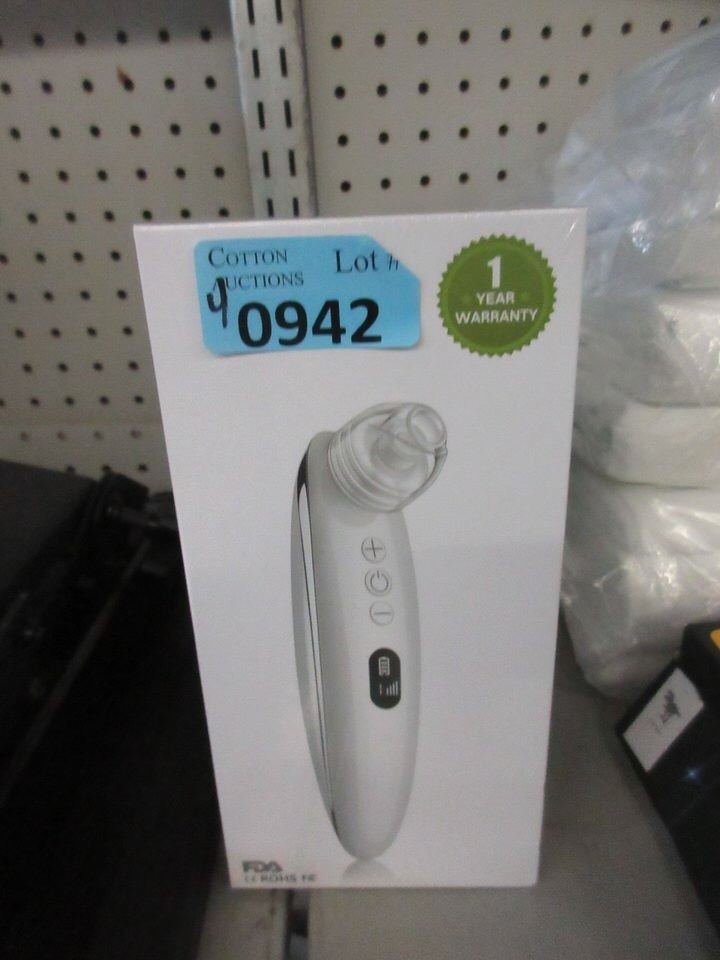 COTTON Lot #
UCTIONS
0942
1
YEAR
WARRANTY
FDA
CE ROHS FC